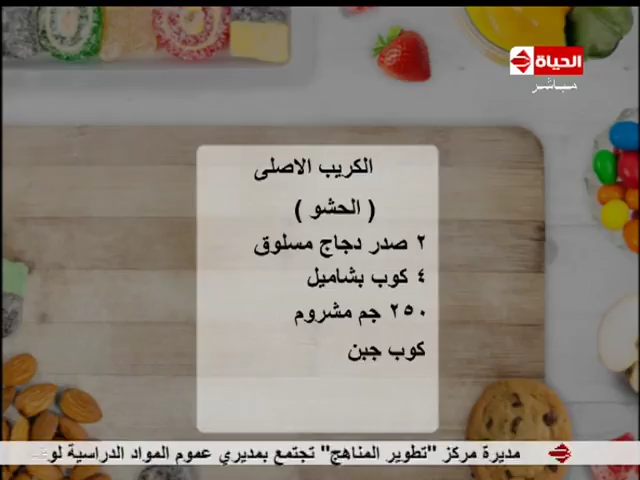 الحياة
مباشر
الكريب الاصلى
( الحشو )
٢ صدر دجاج مسلوق
٤ كوب بشاميل
٢٥٠ جم مشروم
كوب جبن
مديرة مركز "تطوير المناهج" تجتمع بمديري عموم المواد الدراسية